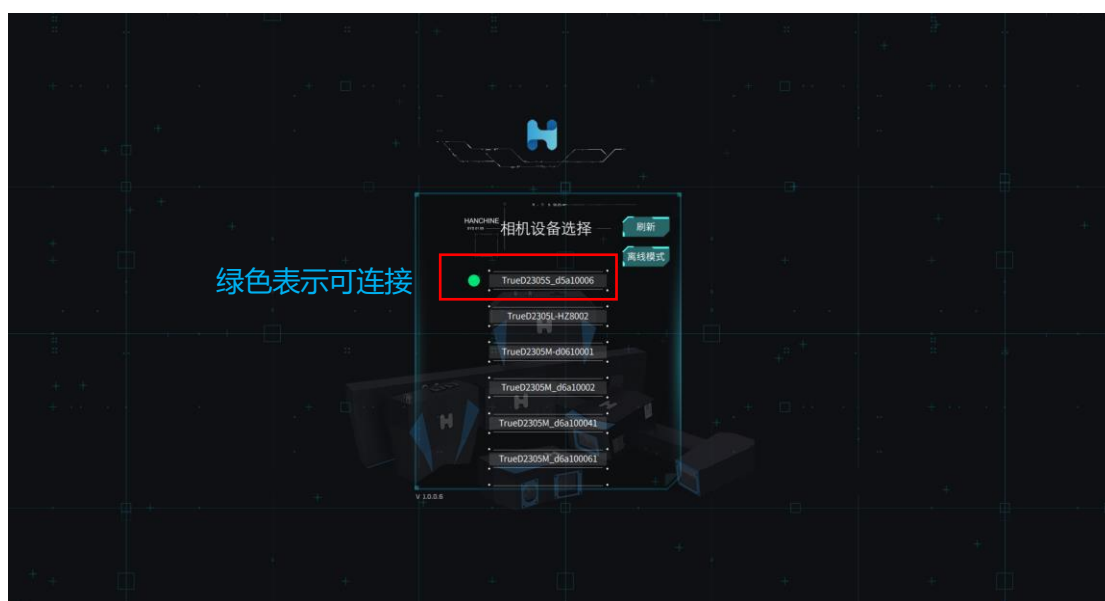 HANCHINE
相机设备选择
刷新
离线模式
绿色表示可连接
TrueD2305S_d5a10006
TrueD2305L-HZ8002
TrueD2305M-d0610001
TrueD2305M_d6a10002
TrueD2305M_d6a100041
TrueD2305M_d6a100061
V 1.0.0.6